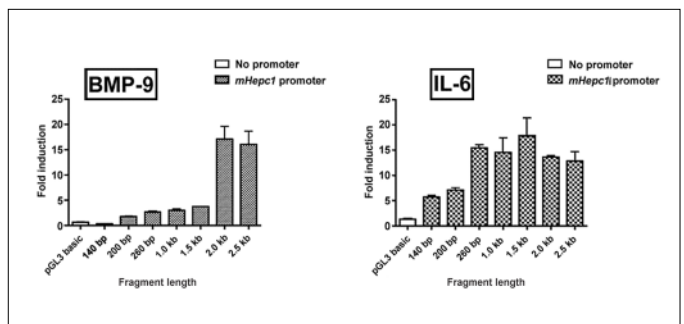 BMP-9
No promoter
mHepc1 promoter
25
20
15
10
5
0
Fold induction
pGL3 basic
140 bp
200 bp
260 bp
1.0 kb
1.5 kb
2.0 kb
2.5 kb
Fragment length
IL-6
No promoter
mHepc1 promoter
25
20
15
10
5
0
Fold induction
pGL3 basic
140 bp
200 bp
260 bp
1.0 kb
1.5 kb
2.0 kb
2.5 kb
Fragment length